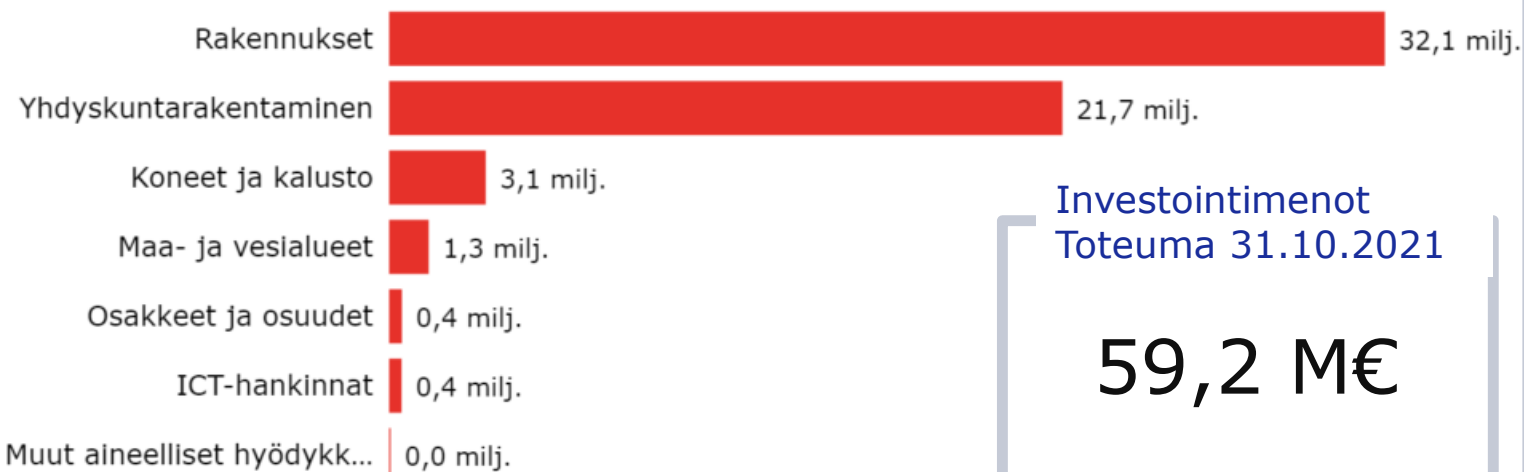 Rakennukset 32,1 milj.
Yhdyskuntarakentaminen 21,7 milj.
Koneet ja kalusto 3,1 milj.
Maa- ja vesialueet 1,3 milj.
Osakkeet ja osuudet 0,4 milj.
ICT-hankinnat 0,4 milj.
Muut aineelliset hyödykk... 0,0 milj.
Investointimenot
Toteuma 31.10.2021
59,2 M€